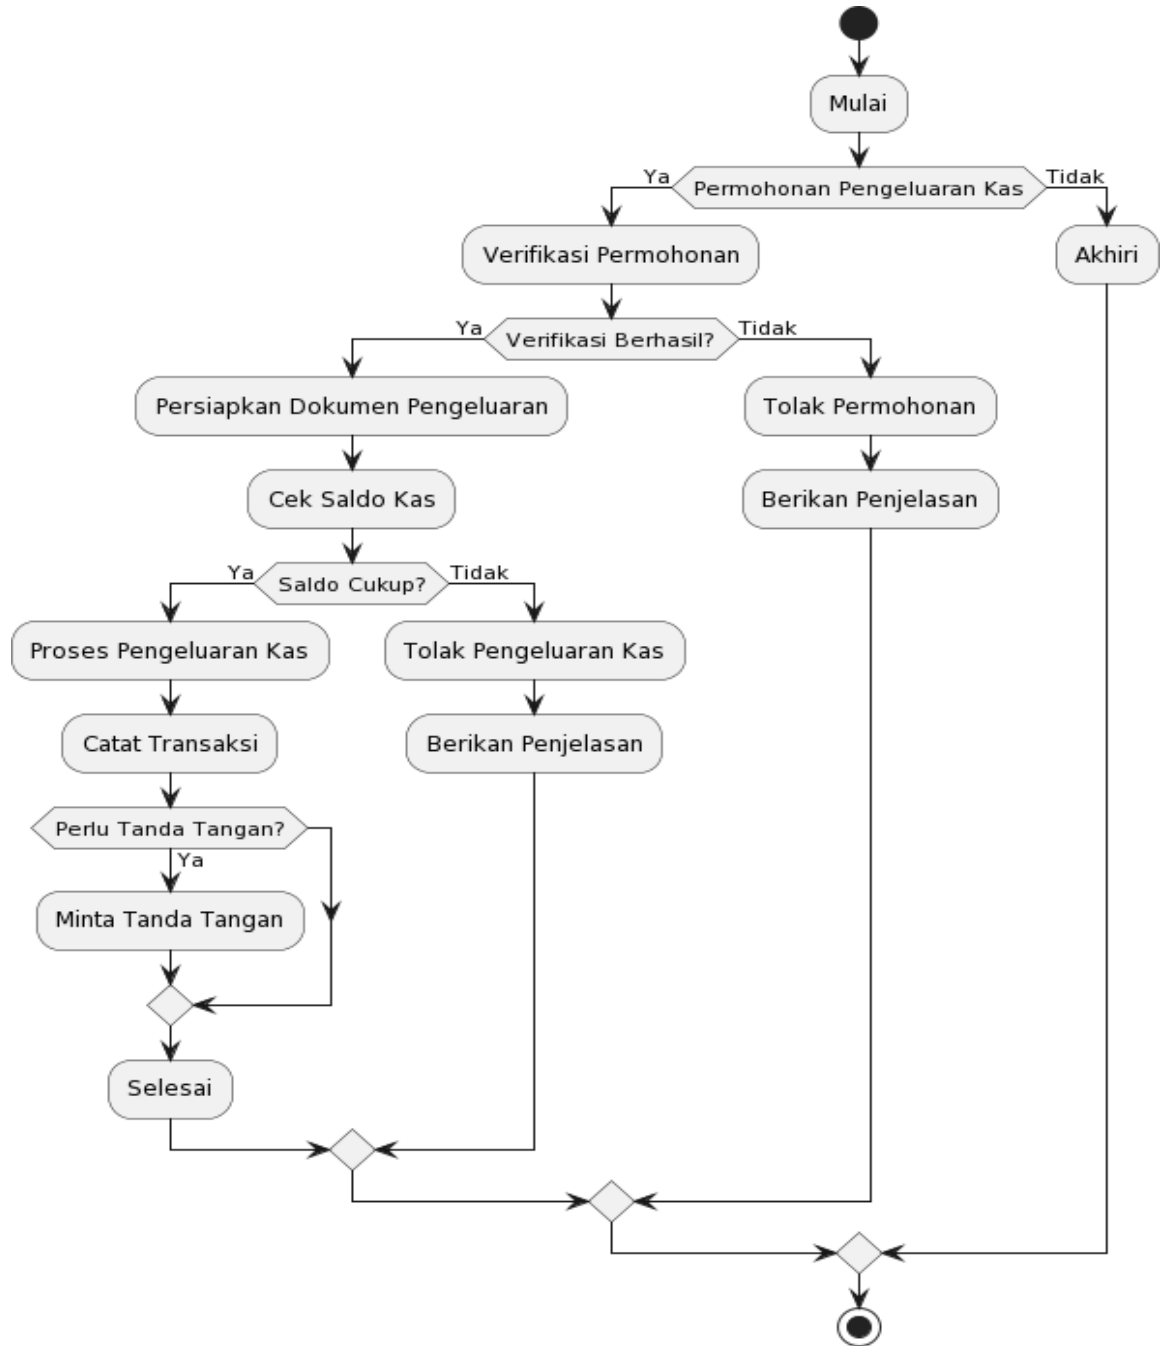 Mulai
Ya
Permohonan Pengeluaran Kas
Tidak
Verifikasi Permohonan
Akhiri
Ya
Verifikasi Berhasil?
Tidak
Persiapkan Dokumen Pengeluaran
Tolak Permohonan
Cek Saldo Kas
Berikan Penjelasan
Ya
Saldo Cukup?
Tidak
Proses Pengeluaran Kas
Tolak Pengeluaran Kas
Catat Transaksi
Berikan Penjelasan
Perlu Tanda Tangan?
Ya
Minta Tanda Tangan
Selesai